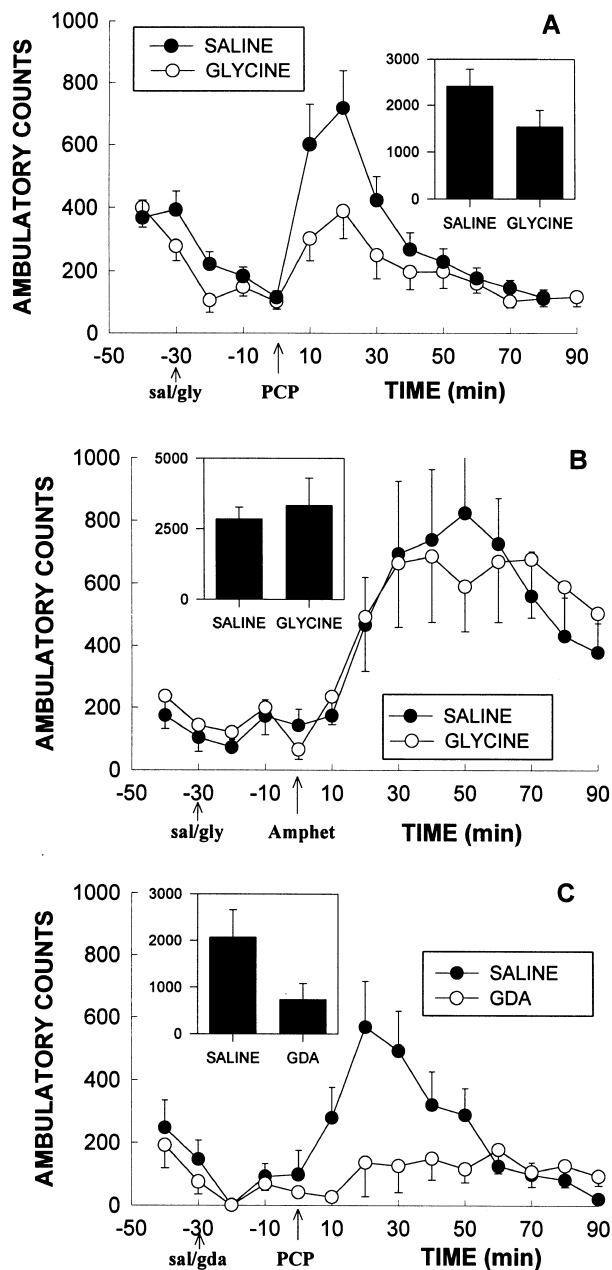 A
SALINE
GLYCINE
AMBULATORY COUNTS
1000
800
600
400
200
0
3000
2000
1000
0
SALINE GLYCINE
-50 -30 -10 10 30 50 70 90
sal/gly PCP TIME (min)
B
AMBULATORY COUNTS
1000
800
600
400
200
0
5000
2500
0
SALINE GLYCINE
SALINE
GLYCINE
-50 -30 -10 10 30 50 70 90
sal/gly Amphet TIME (min)
C
AMBULATORY COUNTS
1000
800
600
400
200
0
3000
2000
1000
0
SALINE GDA
SALINE
GDA
-50 -30 -10 10 30 50 70 90
sal/gda PCP TIME (min)